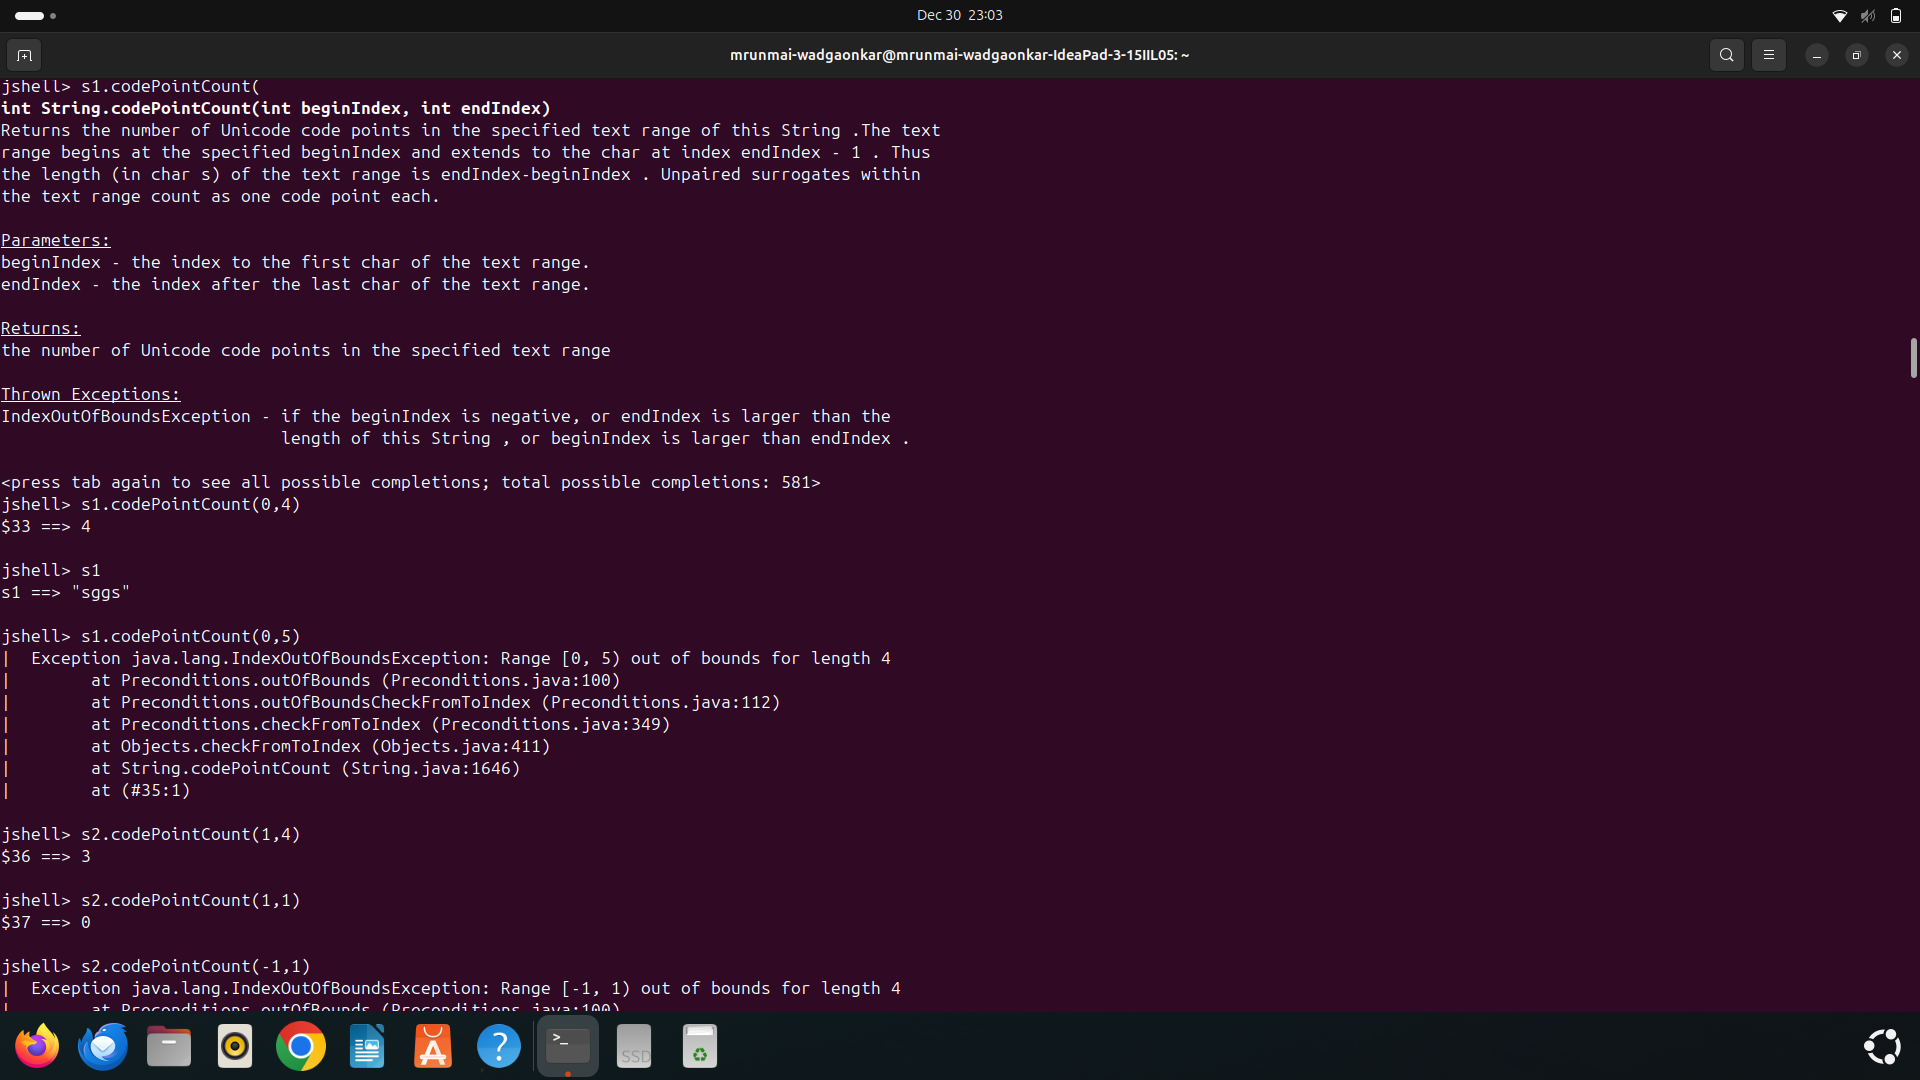 Dec 30  23:03
mrunmai-wadgaonkar@mrunmai-wadgaonkar-IdeaPad-3-15IIL05: ~
jshell> s1.codePointCount(
int String.codePointCount(int beginIndex, int endIndex)
Returns the number of Unicode code points in the specified text range of this String .The text
range begins at the specified beginIndex and extends to the char at index endIndex - 1 . Thus
the length (in char s) of the text range is endIndex-beginIndex . Unpaired surrogates within
the text range count as one code point each.
Parameters:
beginIndex - the index to the first char of the text range.
endIndex - the index after the last char of the text range.
Returns:
the number of Unicode code points in the specified text range
Thrown Exceptions:
IndexOutOfBoundsException - if the beginIndex is negative, or endIndex is larger than the
length of this String , or beginIndex is larger than endIndex .
<press tab again to see all possible completions; total possible completions: 581>
jshell> s1.codePointCount(0,4)
$33 ==> 4
jshell> s1
s1 ==> "sggs"
jshell> s1.codePointCount(0,5)
|  Exception java.lang.IndexOutOfBoundsException: Range [0, 5) out of bounds for length 4
|        at Preconditions.outOfBounds (Preconditions.java:100)
|        at Preconditions.outOfBoundsCheckFromToIndex (Preconditions.java:112)
|        at Preconditions.checkFromToIndex (Preconditions.java:349)
|        at Objects.checkFromToIndex (Objects.java:411)
|        at String.codePointCount (String.java:1646)
|        at (#35:1)
jshell> s2.codePointCount(1,4)
$36 ==> 3
jshell> s2.codePointCount(1,1)
$37 ==> 0
jshell> s2.codePointCount(-1,1)
|  Exception java.lang.IndexOutOfBoundsException: Range [-1, 1) out of bounds for length 4
|        at Preconditions.outOfBounds (Preconditions.java:100)
>_
SSD